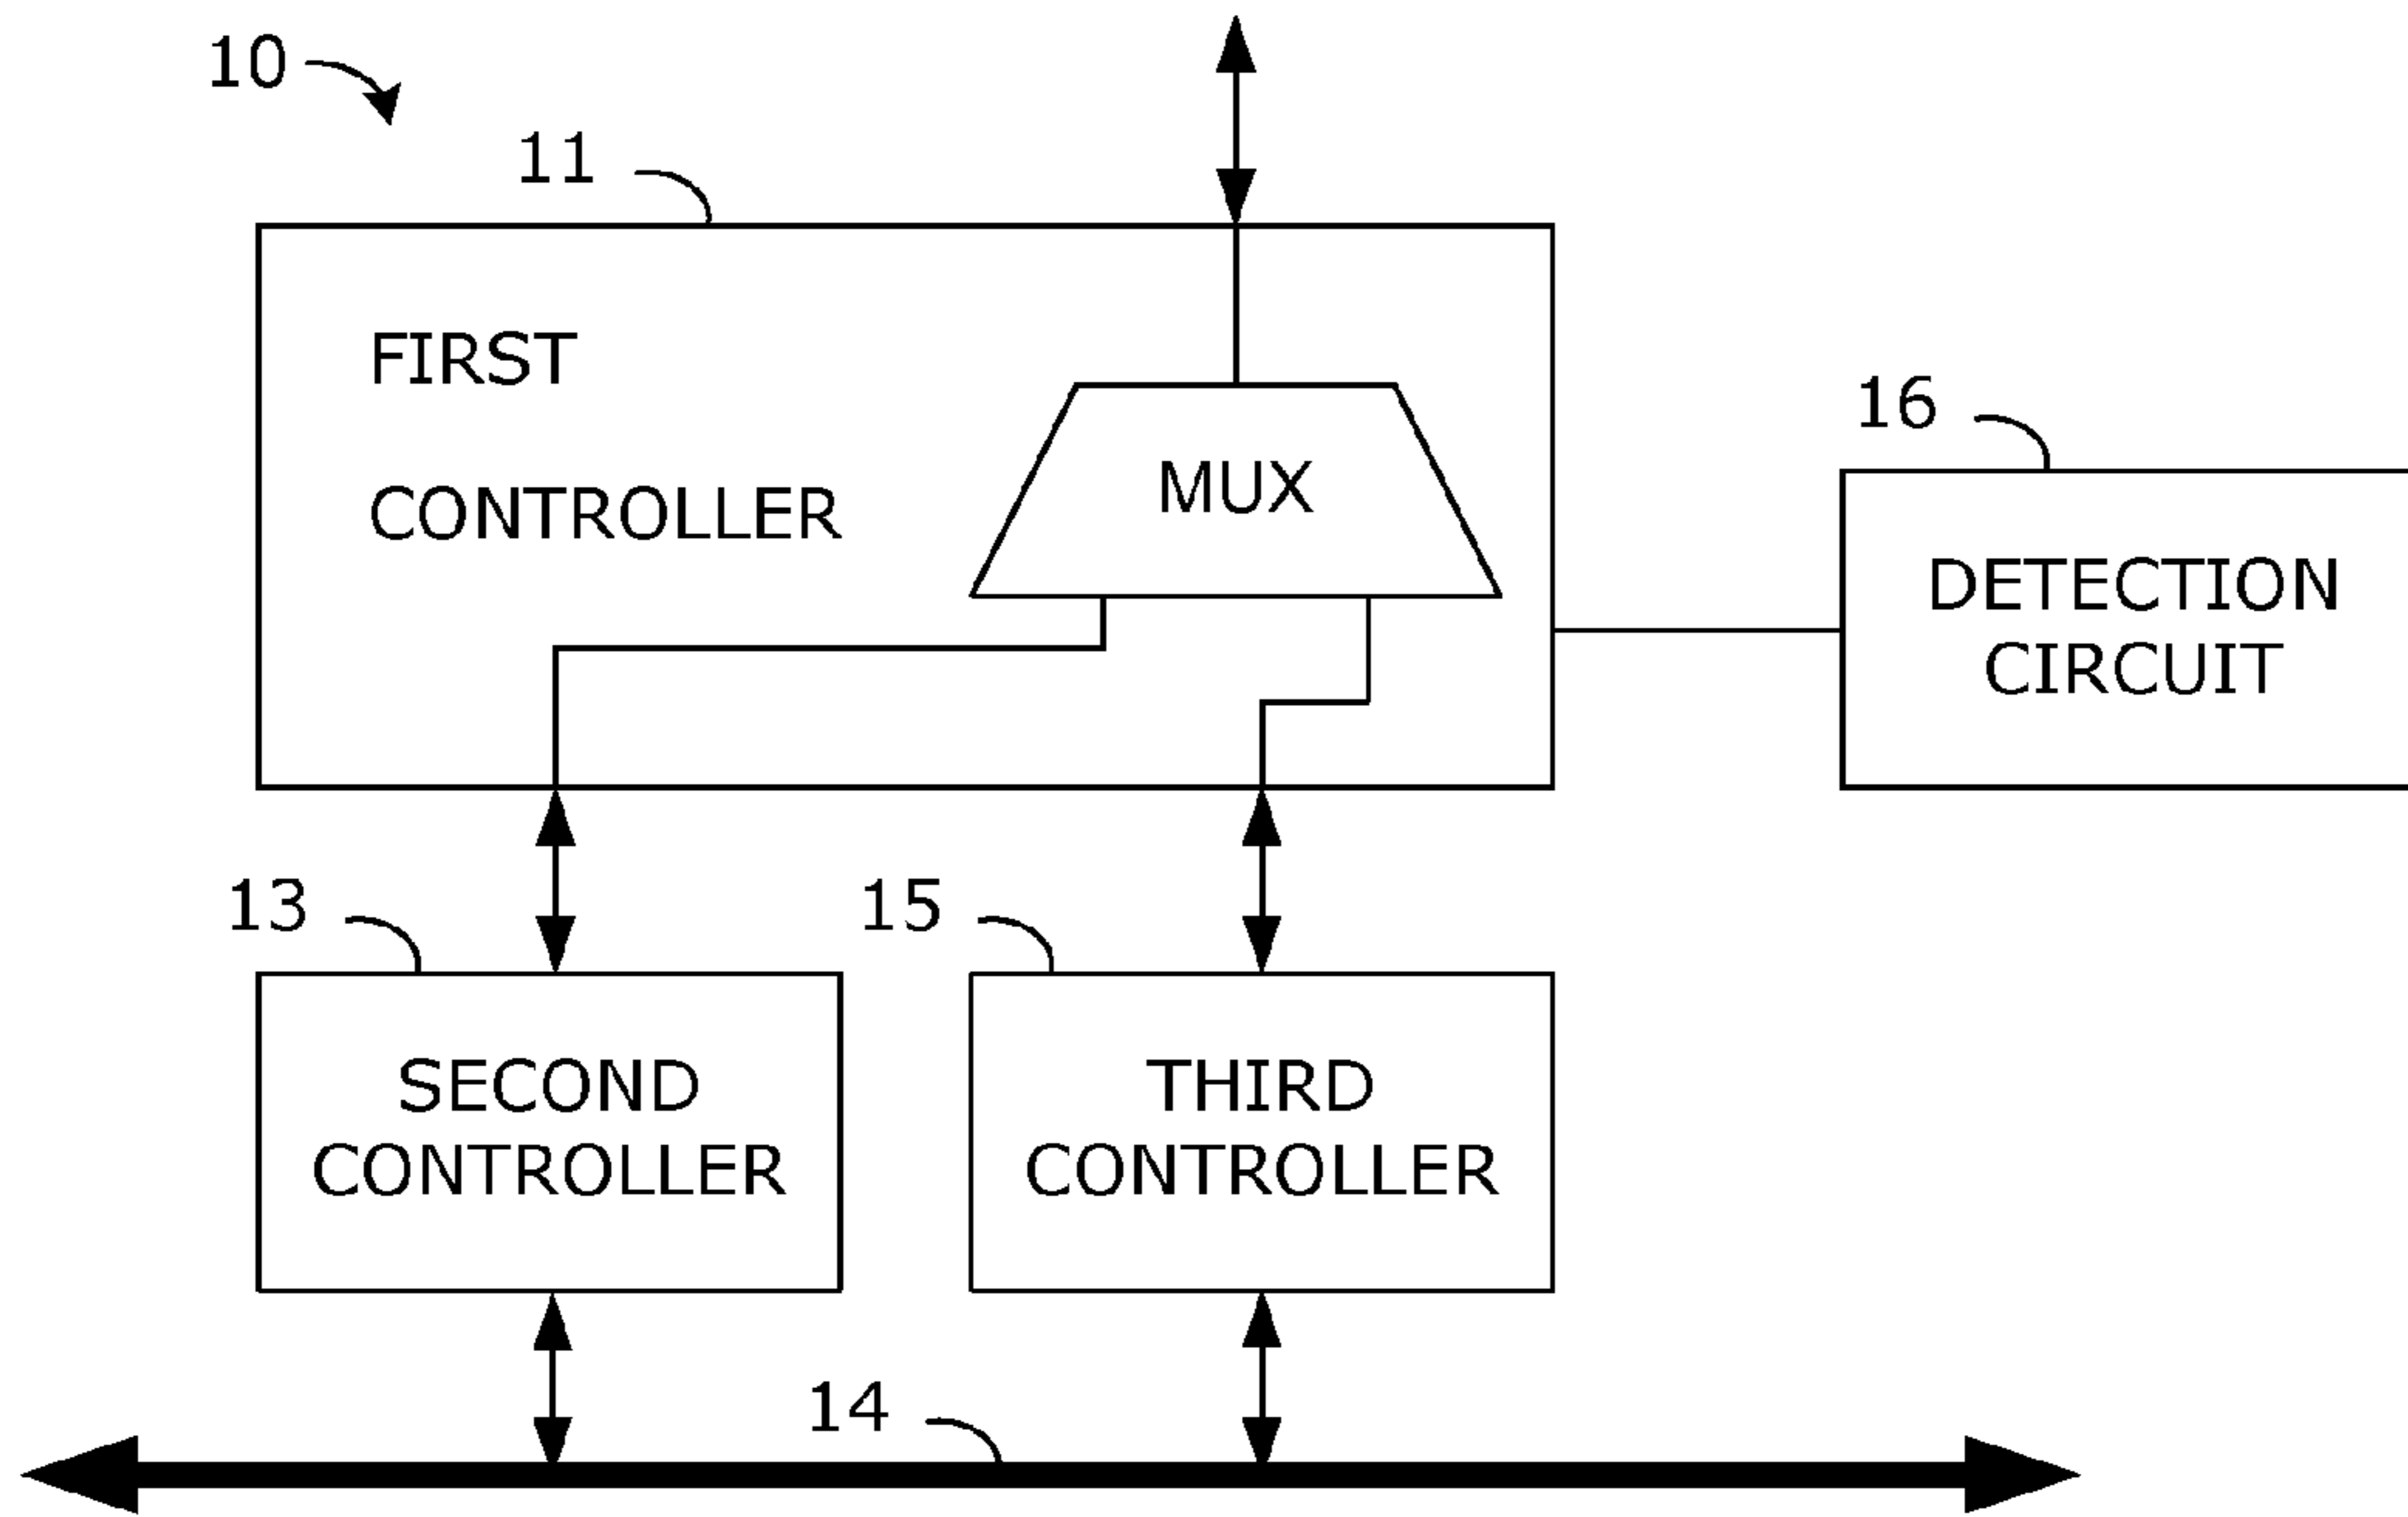 10
11
FIRST
CONTROLLER
MUX
16
DETECTION
CIRCUIT
13
15
SECOND
CONTROLLER
THIRD
CONTROLLER
14